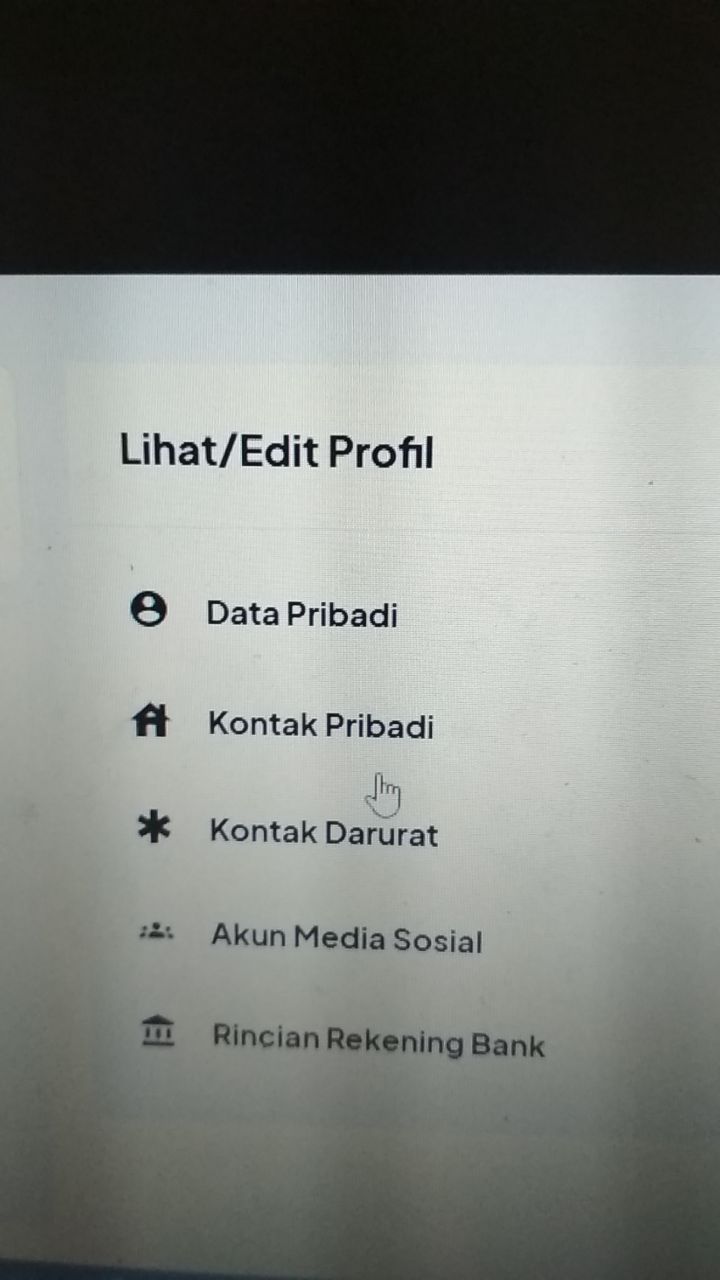 Lihat/Edit Profil
Data Pribadi
Kontak Pribadi
Kontak Darurat
Akun Media Sosial
Rincian Rekening Bank